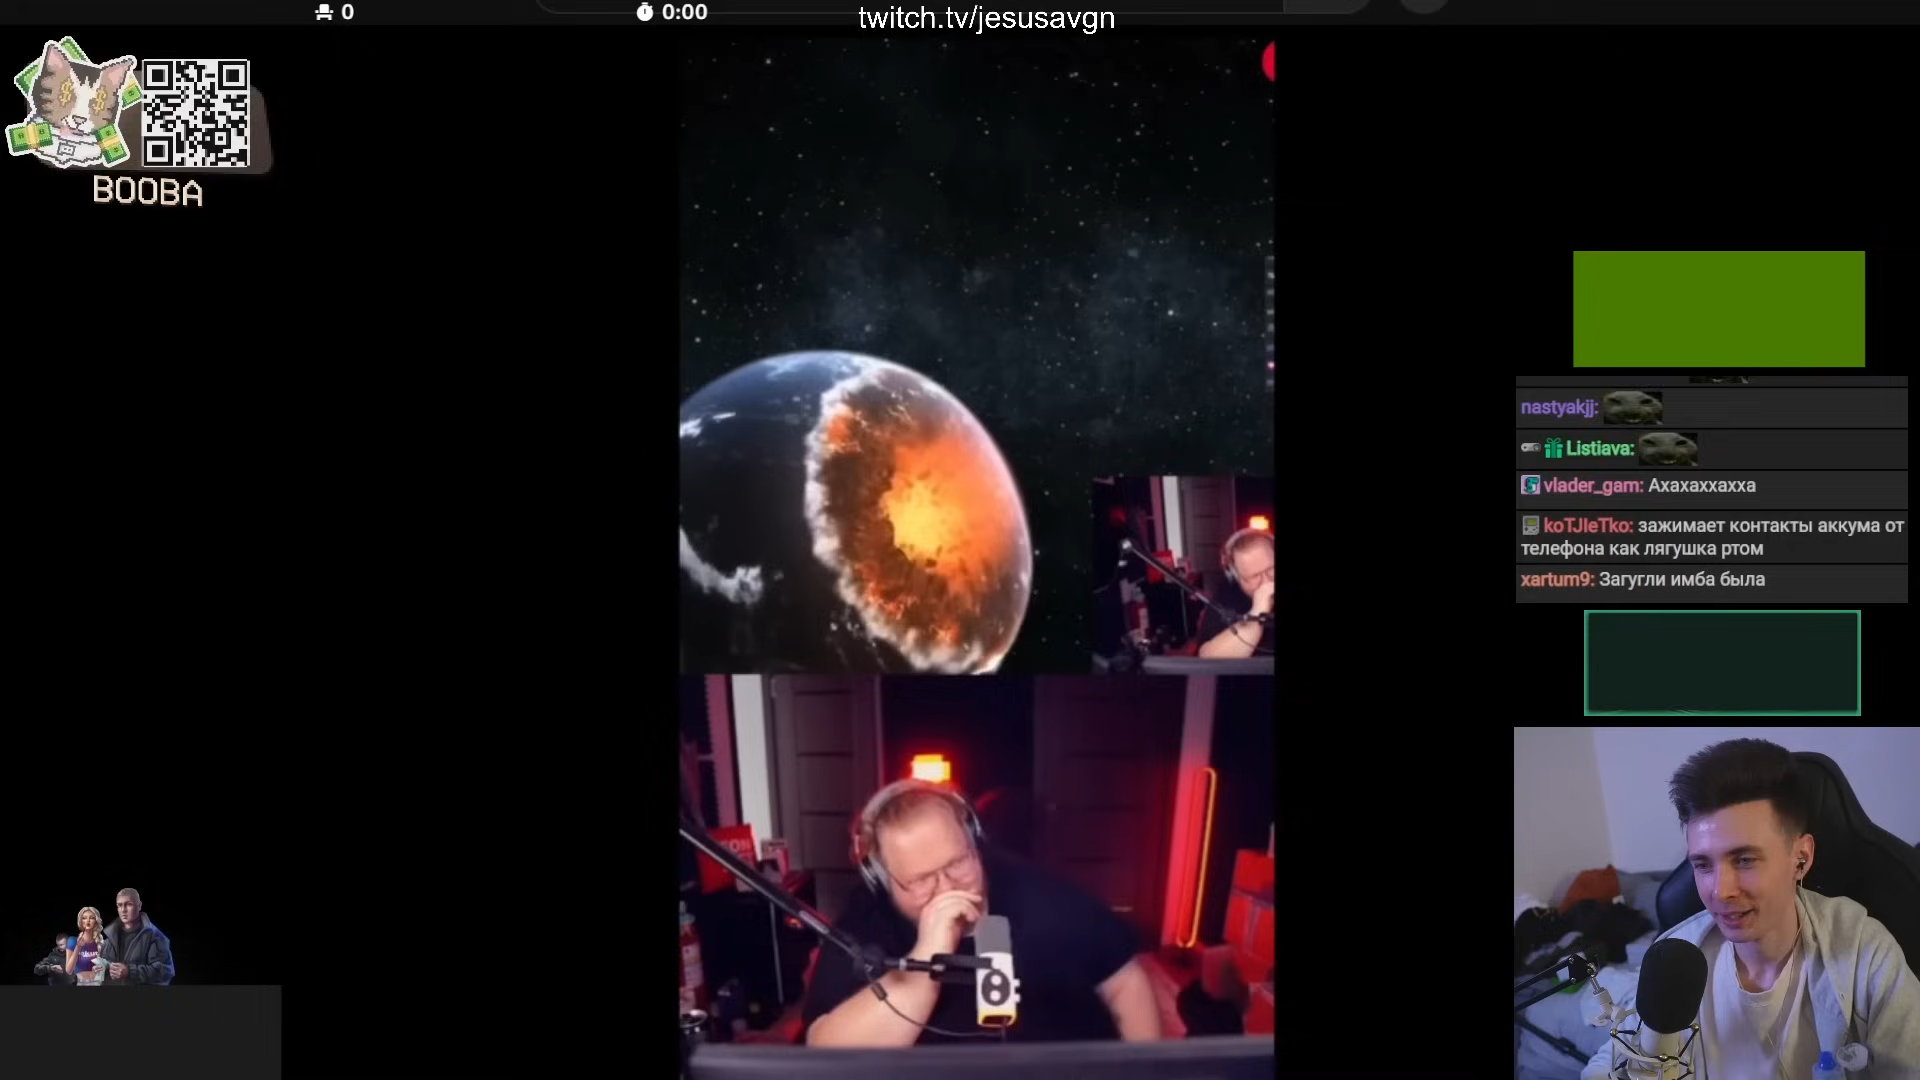 0
0:00
twitch.tv/jesusavgn
BOOBA
nastyakjj:
Listiava:
vlader_gam: Ахахаххахха
koTJIeTko: зажимает контакты аккума от
телефона как лягушка ртом
xartum9: Загугли имба была